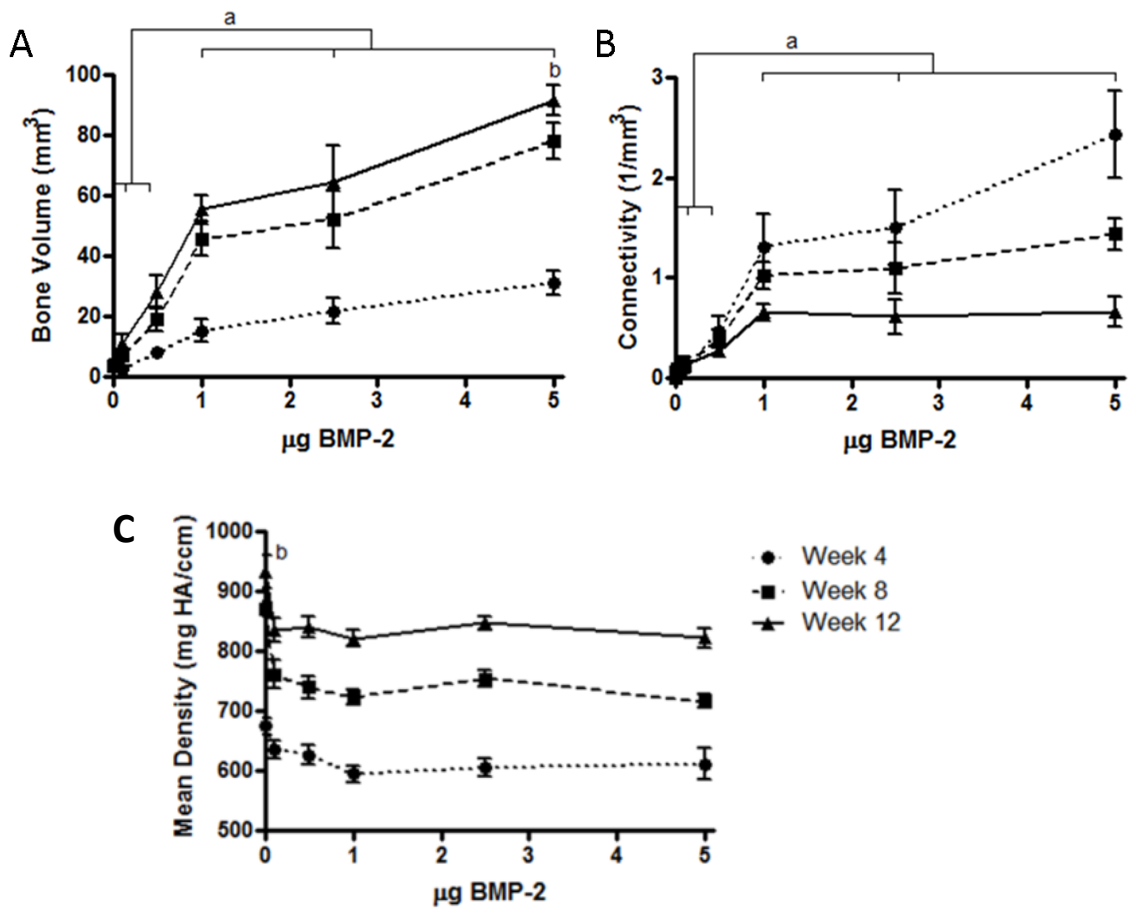 A
a
b
Bone Volume (mm³)
100
80
60
40
20
0
0 1 2 3 4 5
µg BMP-2
B
a
Connectivity (1/mm³)
3
2
1
0
0 1 2 3 4 5
µg BMP-2
C
b
Mean Density (mg HA/ccm)
1000
900
800
700
600
500
0 1 2 3 4 5
µg BMP-2
Week 4
Week 8
Week 12